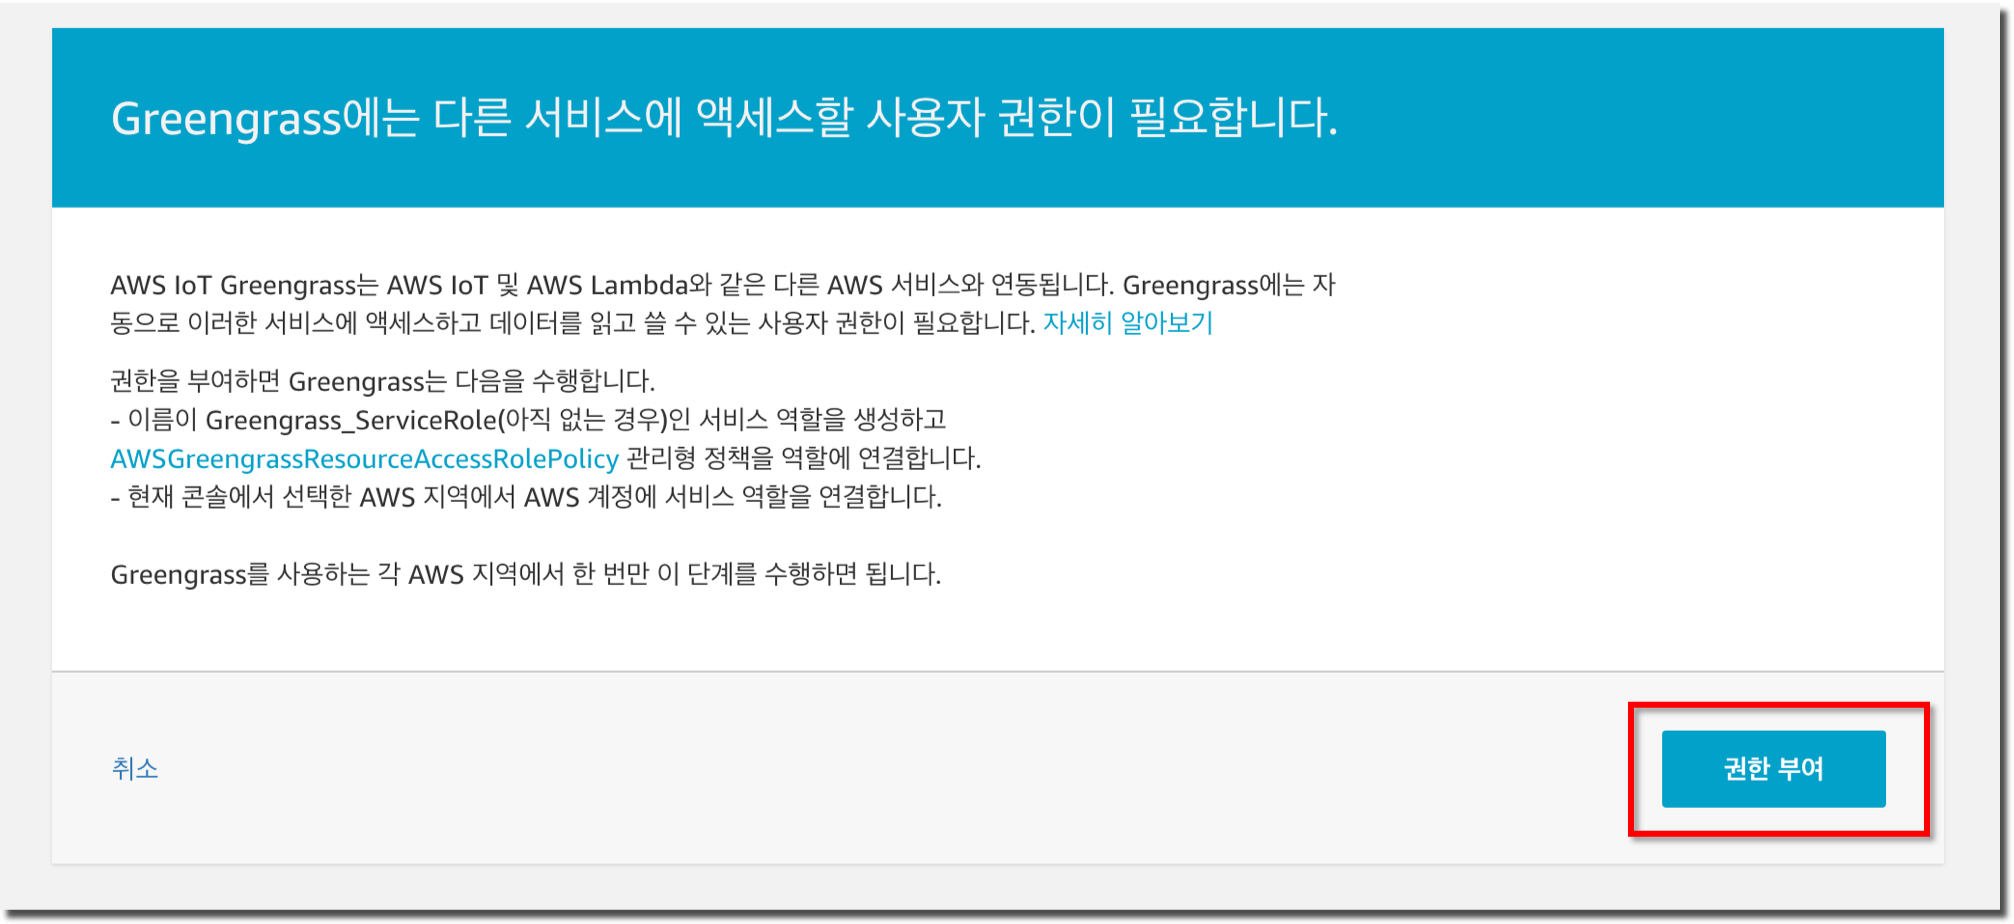 Greengrass에는 다른 서비스에 액세스할 사용자 권한이 필요합니다.
AWS IoT Greengrass는 AWS IoT 및 AWS Lambda와 같은 다른 AWS 서비스와 연동됩니다. Greengrass에는 자
동으로 이러한 서비스에 액세스하고 데이터를 읽고 쓸 수 있는 사용자 권한이 필요합니다. 자세히 알아보기
권한을 부여하면 Greengrass는 다음을 수행합니다.
- 이름이 Greengrass_ServiceRole(아직 없는 경우)인 서비스 역할을 생성하고
AWSGreengrassResourceAccessRolePolicy 관리형 정책을 역할에 연결합니다.
- 현재 콘솔에서 선택한 AWS 지역에서 AWS 계정에 서비스 역할을 연결합니다.
Greengrass를 사용하는 각 AWS 지역에서 한 번만 이 단계를 수행하면 됩니다.
취소
권한 부여